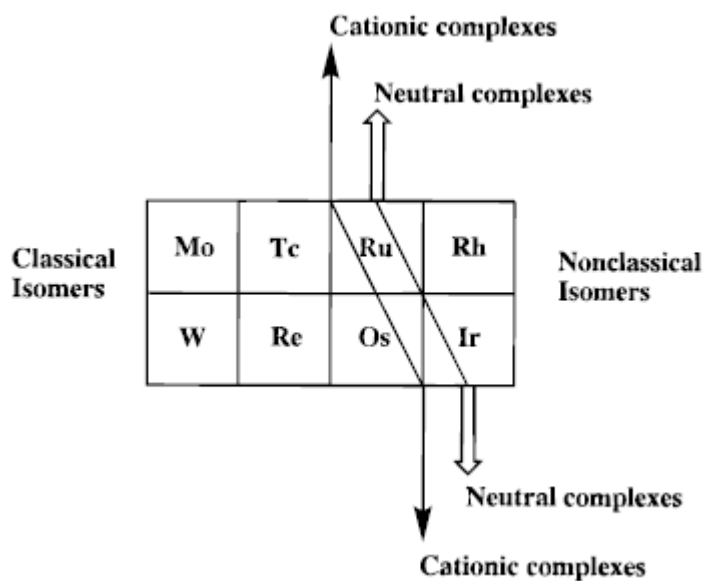 Cationic complexes
Neutral complexes
Classical
Isomers
Mo Tc Ru Rh
Nonclassical
Isomers
W Re Os Ir
Neutral complexes
Cationic complexes